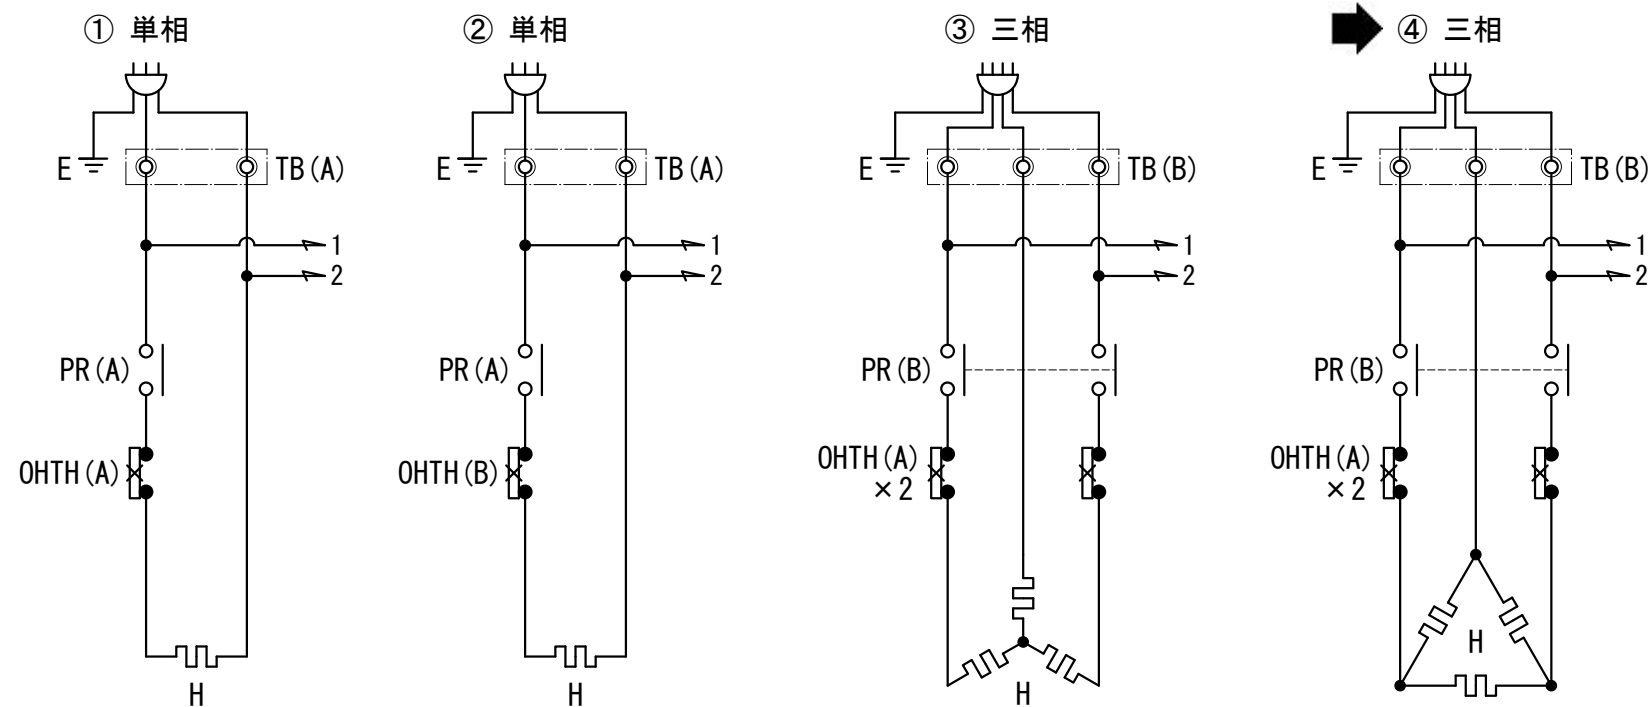 ① 単相
E
TB(A)
1
2
PR(A)
OHTH(A)
H
② 単相
E
TB(A)
1
2
PR(A)
OHTH(B)
H
③ 三相
E
TB(B)
1
2
PR(B)
OHTH(A)
×2
H
④ 三相
E
TB(B)
1
2
PR(B)
OHTH(A)
×2
H